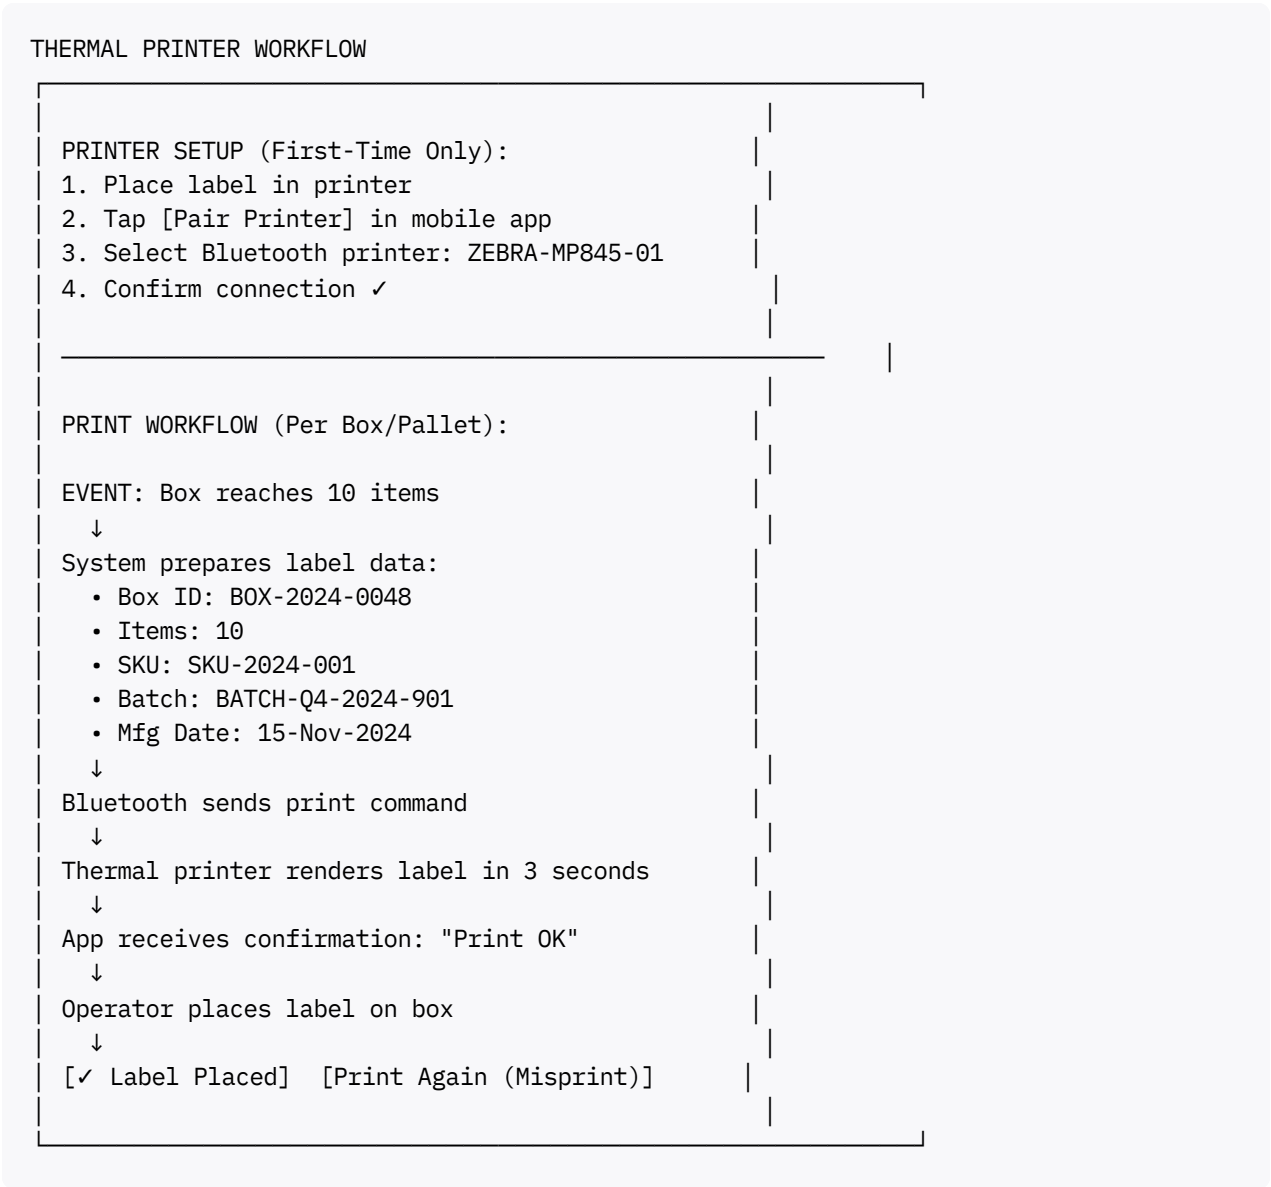 THERMAL PRINTER WORKFLOW
PRINTER SETUP (First-Time Only):
1. Place label in printer
2. Tap [Pair Printer] in mobile app
3. Select Bluetooth printer: ZEBRA-MP845-01
4. Confirm connection ✓
PRINT WORKFLOW (Per Box/Pallet):
EVENT: Box reaches 10 items
↓
System prepares label data:
• Box ID: BOX-2024-0048
• Items: 10
• SKU: SKU-2024-001
• Batch: BATCH-Q4-2024-901
• Mfg Date: 15-Nov-2024
↓
Bluetooth sends print command
↓
Thermal printer renders label in 3 seconds
↓
App receives confirmation: "Print OK"
↓
Operator places label on box
↓
[✓ Label Placed]  [Print Again (Misprint)]